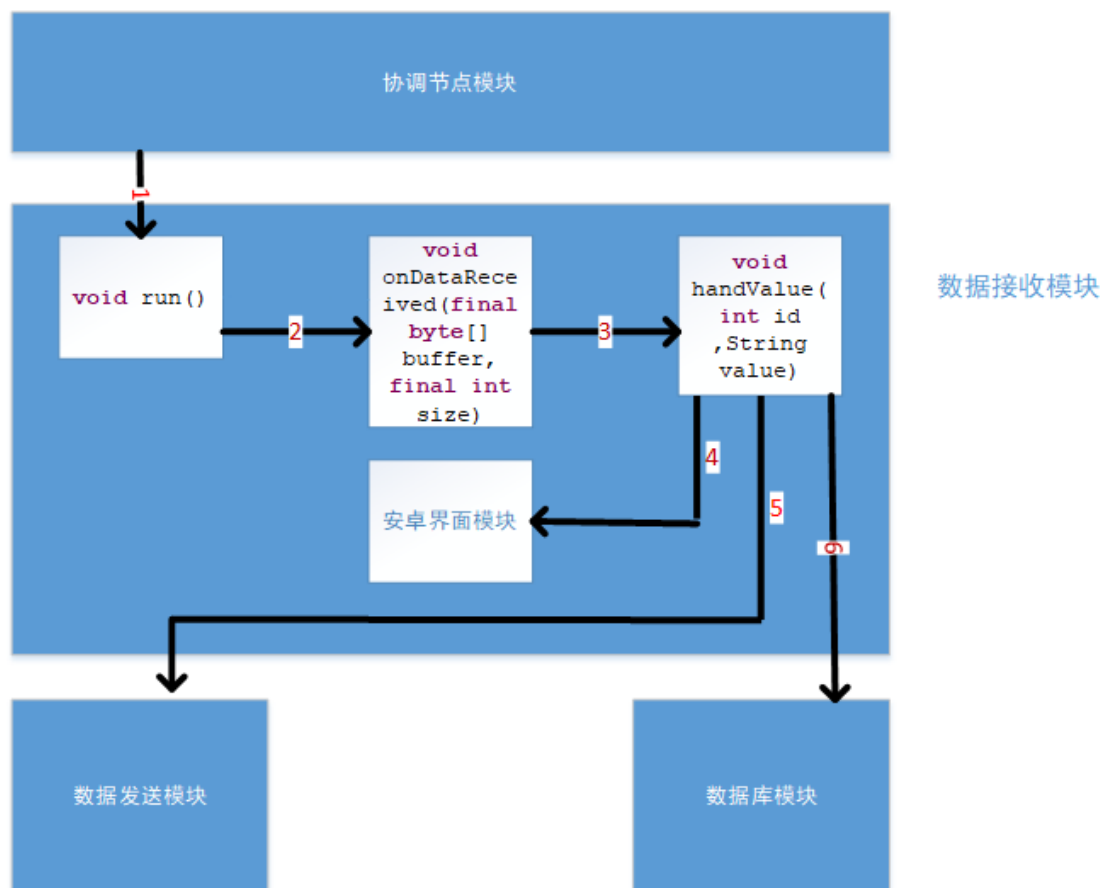 协调节点模块
1
void run()
2
void
onDataRece
ived(final
byte[]
buffer,
final int
size)
3
void
handValue(
int id
,String
value)
数据接收模块
4
5
安卓界面模块
6
数据发送模块
数据库模块